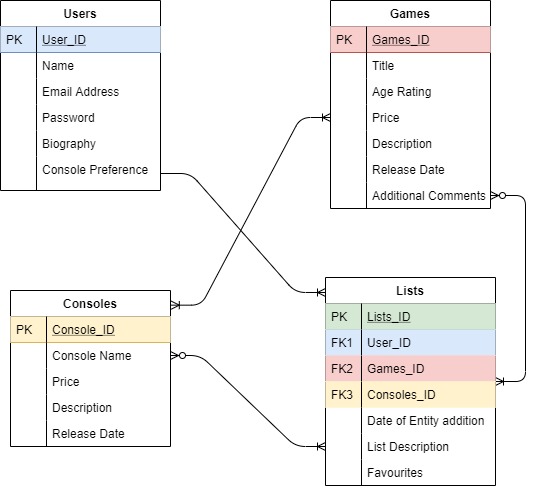 Users
PK User_ID
Name
Email Address
Password
Biography
Console Preference
Games
PK Games_ID
Title
Age Rating
Price
Description
Release Date
Additional Comments
Consoles
PK Console_ID
Console Name
Price
Description
Release Date
Lists
PK Lists_ID
FK1 User_ID
FK2 Games_ID
FK3 Consoles_ID
Date of Entity addition
List Description
Favourites